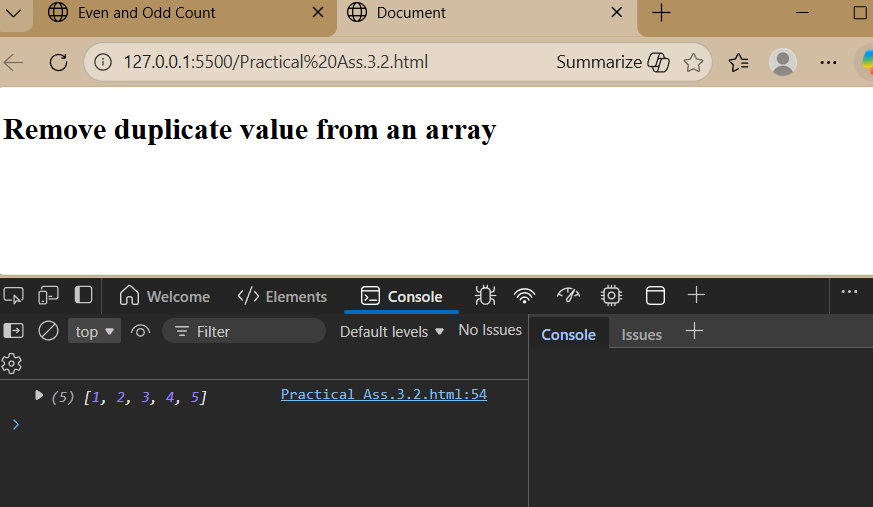 Even and Odd Count
Document
127.0.0.1:5500/Practical%20Ass.3.2.html
Summarize
Remove duplicate value from an array
Welcome
Elements
Console
top
Filter
Default levels
No Issues
Console
Issues
(5) [1, 2, 3, 4, 5]
Practical Ass.3.2.html:54